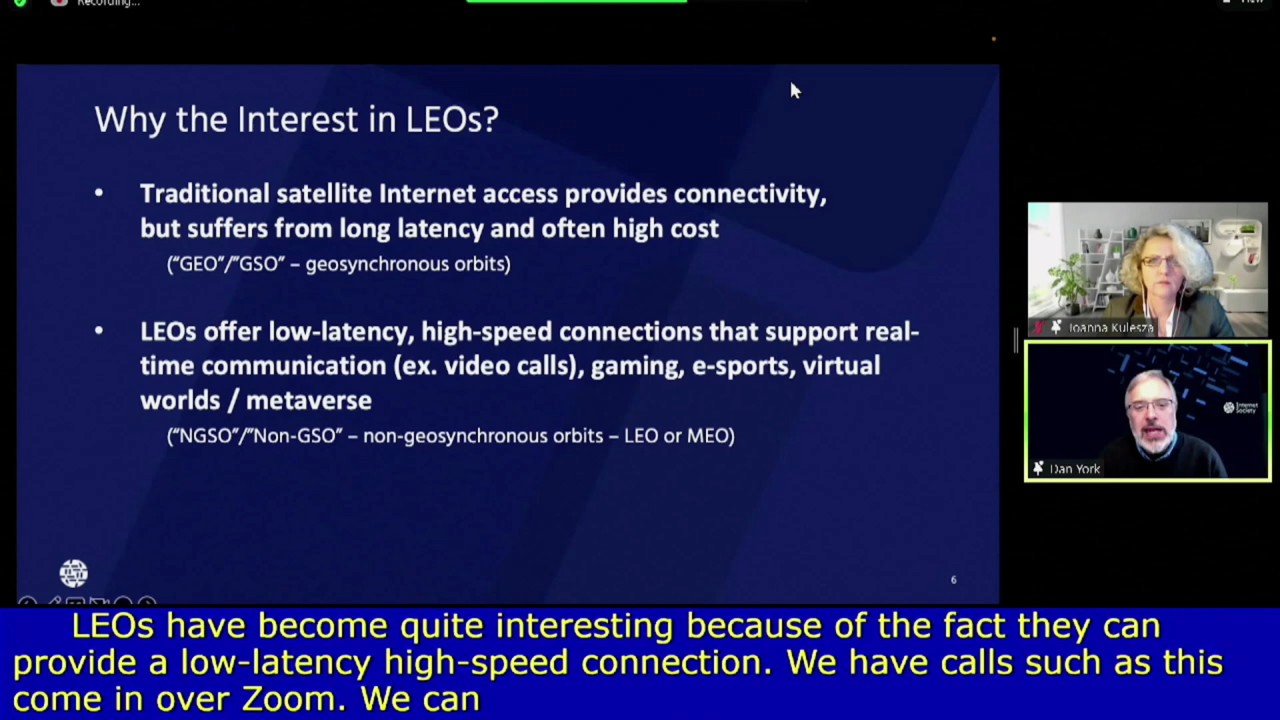 Recording...
View
Why the Interest in LEOs?
• Traditional satellite Internet access provides connectivity,
but suffers from long latency and often high cost
("GEO"/"GSO" – geosynchronous orbits)
• LEOs offer low-latency, high-speed connections that support real-
time communication (ex. video calls), gaming, e-sports, virtual
worlds / metaverse
("NGSO"/"Non-GSO" – non-geosynchronous orbits – LEO or MEO)
6
Joanna Kulesza
Internet
Society
Dan York
LEOs have become quite interesting because of the fact they can
provide a low-latency high-speed connection. We have calls such as this
come in over Zoom. We can